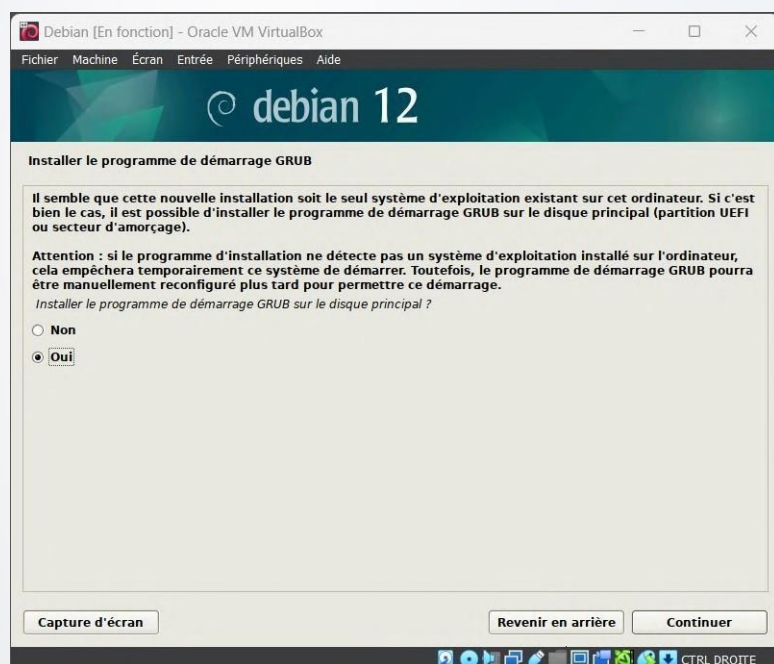 Debian [En fonction] - Oracle VM VirtualBox
Fichier Machine Écran Entrée Périphériques Aide
debian 12
Installer le programme de démarrage GRUB
Il semble que cette nouvelle installation soit le seul système d'exploitation existant sur cet ordinateur. Si c'est
bien le cas, il est possible d'installer le programme de démarrage GRUB sur le disque principal (partition UEFI
ou secteur d'amorçage).
Attention : si le programme d'installation ne détecte pas un système d'exploitation installé sur l'ordinateur,
cela empêchera temporairement ce système de démarrer. Toutefois, le programme de démarrage GRUB pourra
être manuellement reconfiguré plus tard pour permettre ce démarrage.
Installer le programme de démarrage GRUB sur le disque principal ?
Non
Oui
Capture d'écran
Revenir en arrière
Continuer
CTRL DROITE